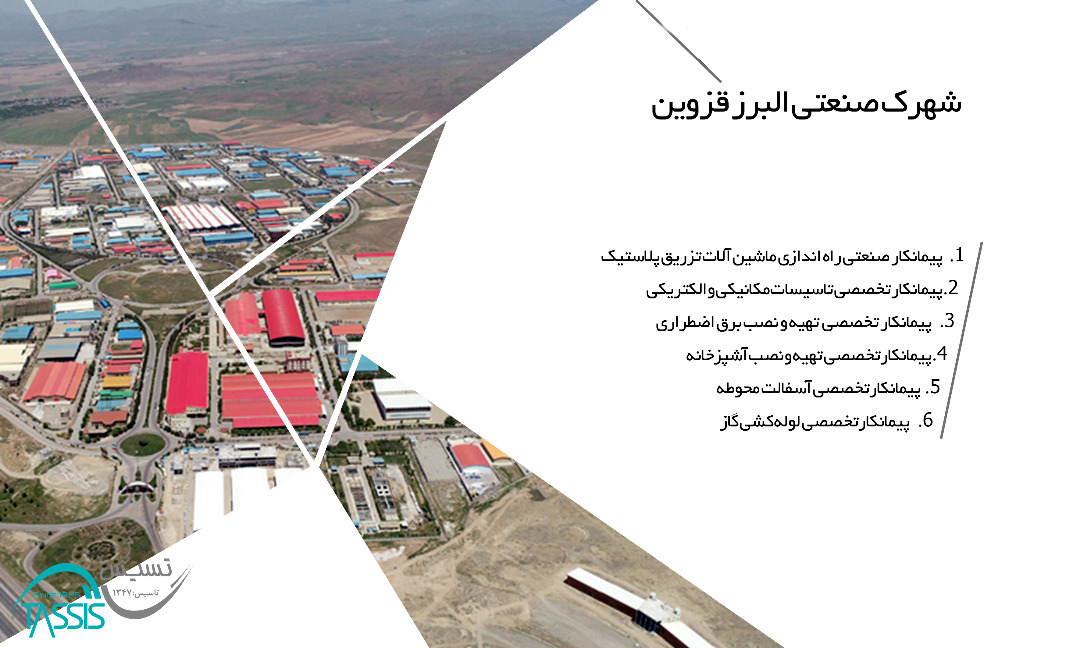 شهرک صنعتی البرز قزوین
1. پیمانکار صنعتی راه اندازی ماشین آلات تزریق پلاستیک
2.پیمانکار تخصصی تاسیسات مکانیکی و الکتریکی
3. پیمانکار تخصصی تهیه و نصب برق اضطراری
4.پیمانکار تخصصی تهیه و نصب آشپزخانه
5. پیمانکار تخصصی آسفالت محوطه
6. پیمانکار تخصصی لوله‌کشی گاز
تسیس
تاسیس:۱۳۴۷
TASSIS